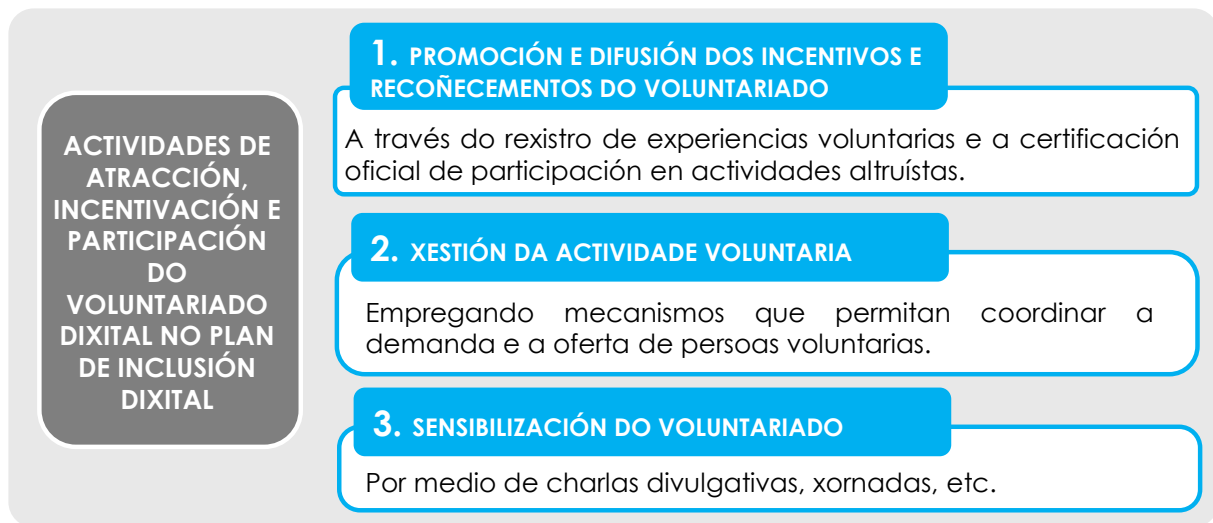 ACTIVIDADES DE
ATRACCIÓN,
INCENTIVACIÓN E
PARTICIPACIÓN
DO
VOLUNTARIADO
DIXITAL NO PLAN
DE INCLUSIÓN
DIXITAL
1. PROMOCIÓN E DIFUSIÓN DOS INCENTIVOS E
RECOÑECEMENTOS DO VOLUNTARIADO
A través do rexistro de experiencias voluntarias e a certificación
oficial de participación en actividades altruístas.
2. XESTIÓN DA ACTIVIDADE VOLUNTARIA
Empregando mecanismos que permitan coordinar a
demanda e a oferta de persoas voluntarias.
3. SENSIBILIZACIÓN DO VOLUNTARIADO
Por medio de charlas divulgativas, xornadas, etc.